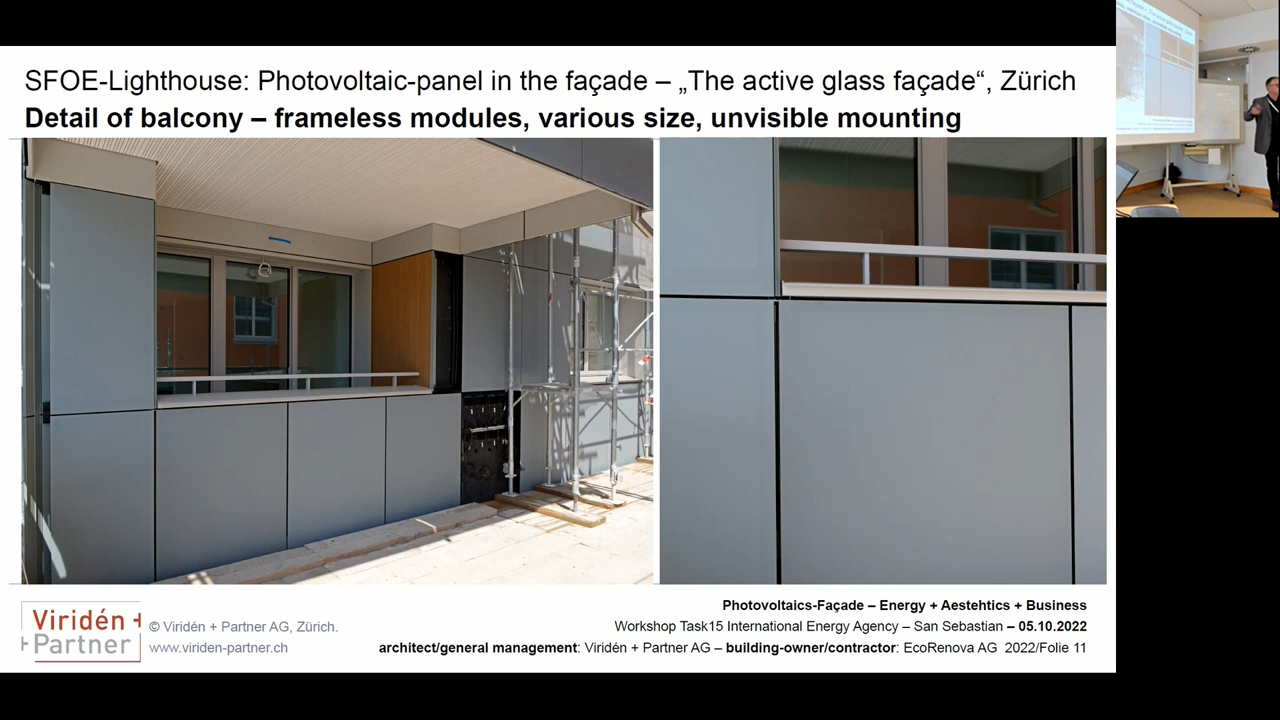 SFOE-Lighthouse: Photovoltaic-panel in the façade – „The active glass façade“, Zürich
Detail of balcony – frameless modules, various size, unvisible mounting
Viridén +
+Partner
© Viridén + Partner AG, Zürich.
www.viriden-partner.ch
Photovoltaics-Façade – Energy + Aestehtics + Business
Workshop Task15 International Energy Agency – San Sebastian – 05.10.2022
architect/general management: Viridén + Partner AG – building-owner/contractor: EcoRenova AG 2022/Folie 11